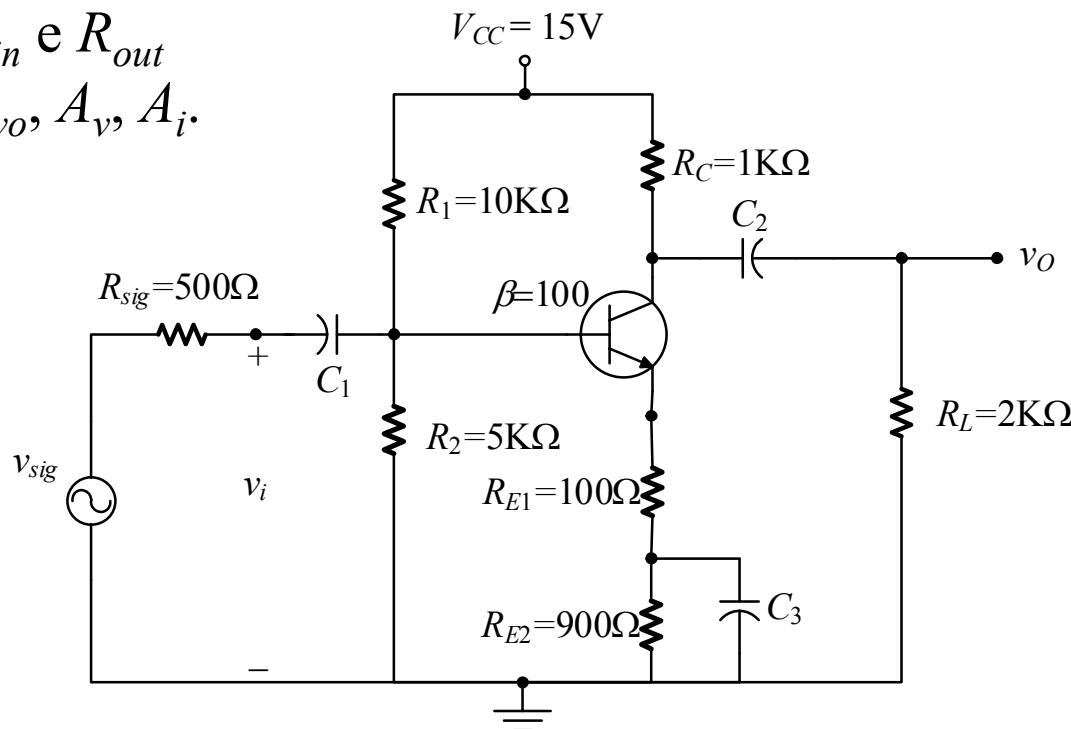 in e Rout
vo, Av, Ai.
VCC = 15V
RC=1KΩ
R1=10KΩ
C2
vO
Rsig=500Ω
β=100
+
C1
R2=5KΩ
RL=2KΩ
vsig
vi
RE1=100Ω
C3
RE2=900Ω
–